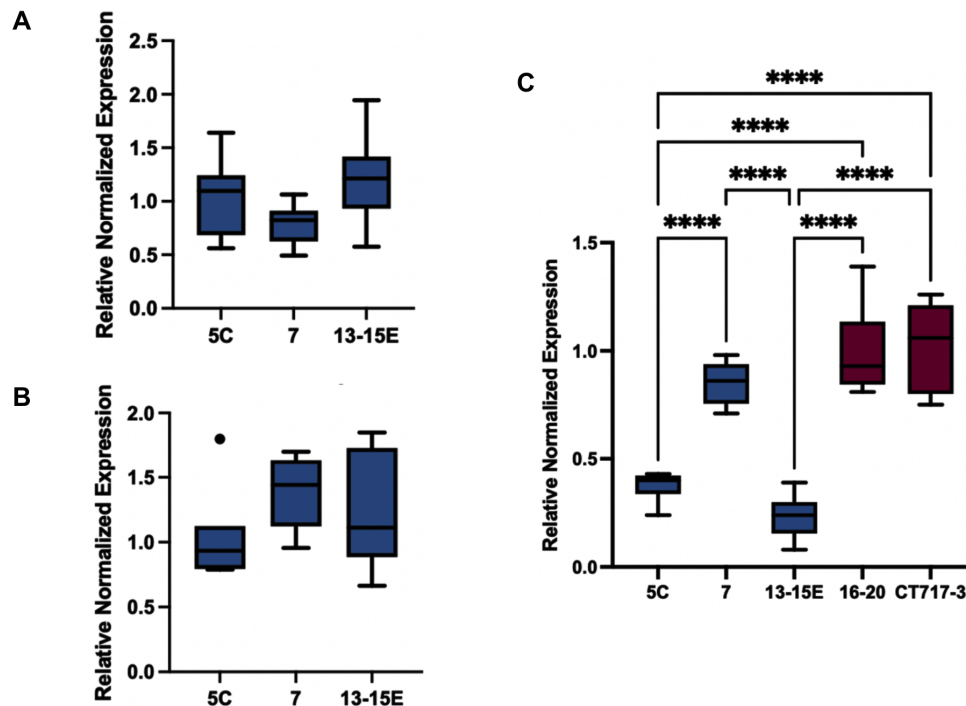 A
Relative Normalized Expression
2.5
2.0
1.5
1.0
0.5
0.0
5C 7 13-15E
B
Relative Normalized Expression
2.0
1.5
1.0
0.5
0.0
5C 7 13-15E
C
****
****
**** ****
**** ****
Relative Normalized Expression
1.5
1.0
0.5
0.0
5C 7 13-15E 16-20 CT717-3